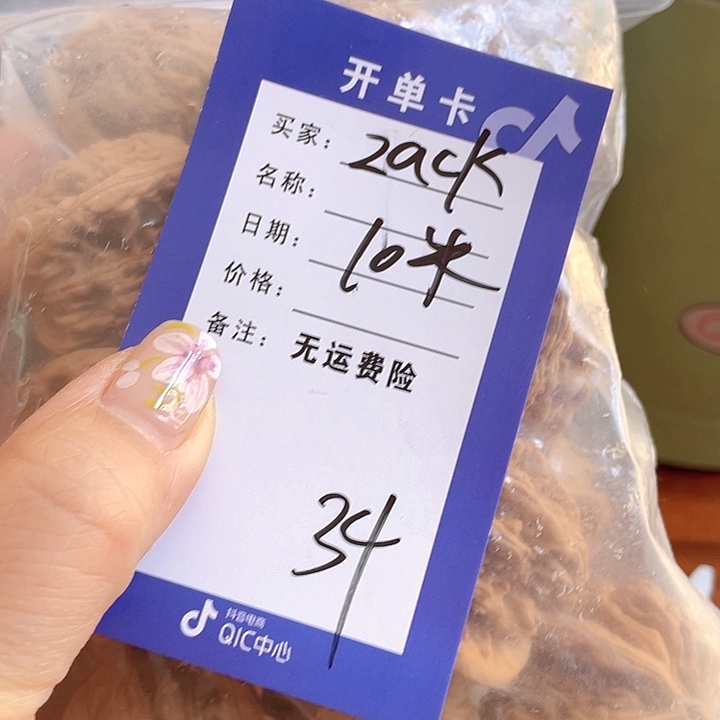 开单卡
买家: zack
名称:
日期: 10米
价格:
备注: 无运费险
34
抖音电商
QIC中心